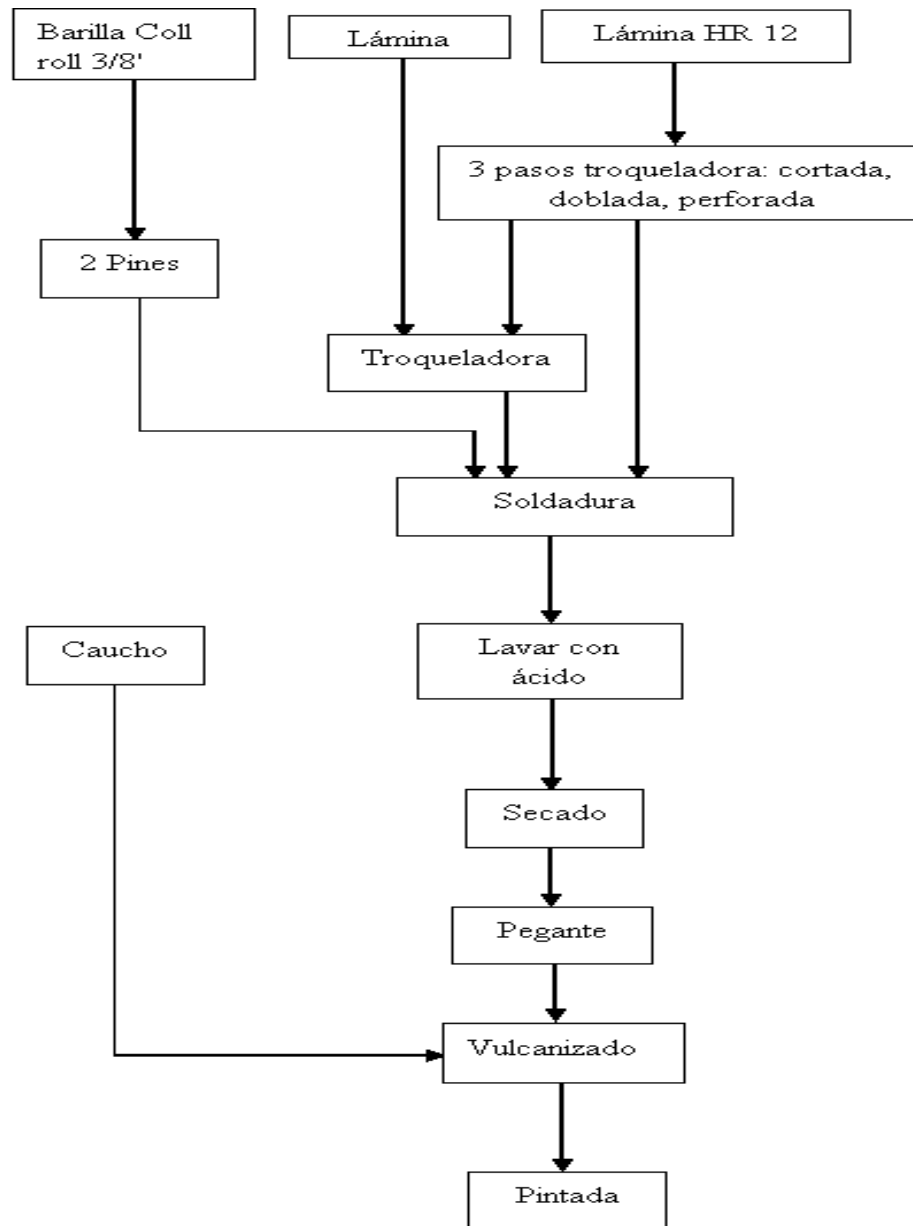 Barilla Coll
roll 3/8'
Lámina
Lámina HR 12
3 pasos troqueladora: cortada,
doblada, perforada
2 Pines
Troqueladora
Soldadura
Caucho
Lavar con
ácido
Secado
Pegante
Vulcanizado
Pintada